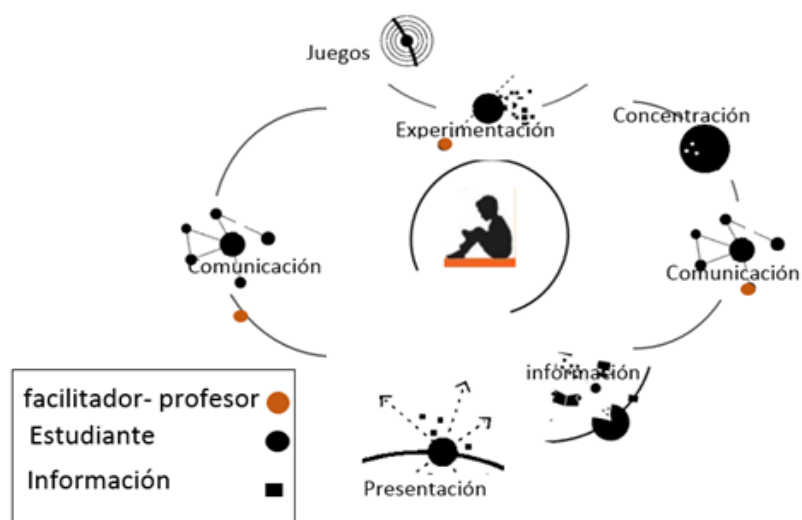 Juegos
Experimentación
Concentración
Comunicación
Comunicación
información
Presentación
facilitador- profesor
Estudiante
Información